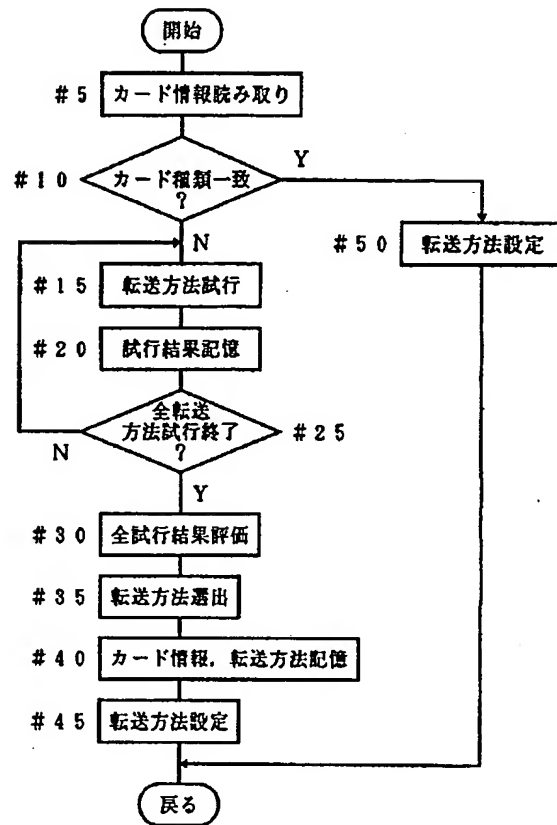 開始
#5 カード情報読み取り
#10 カード種類一致
?
Y
N
#50 転送方法設定
#15 転送方法試行
#20 試行結果記憶
全転送
方法試行終了
?
#25
N
Y
#30 全試行結果評価
#35 転送方法選出
#40 カード情報,転送方法記憶
#45 転送方法設定
戻る